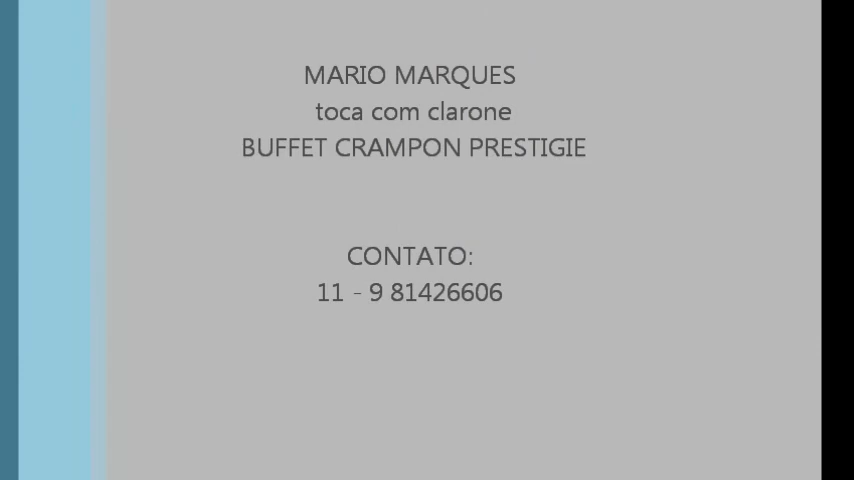 MARIO MARQUES
toca com clarone
BUFFET CRAMPON PRESTIGIE
CONTATO:
11 - 9 81426606